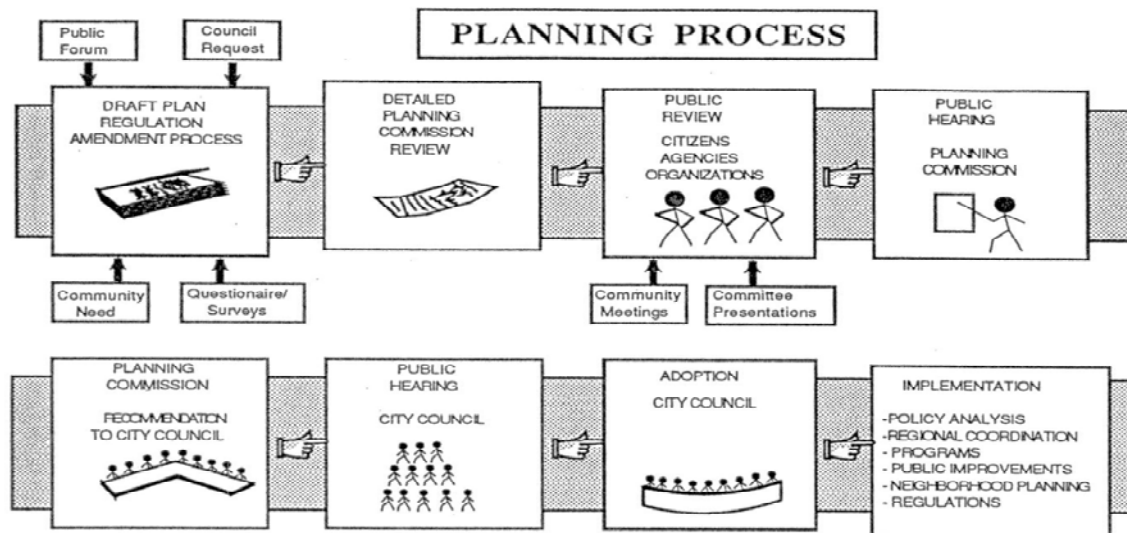 PLANNING PROCESS
Public
Forum
Council
Request
DRAFT PLAN
REGULATION
AMENDMENT PROCESS
Community
Need
Questionaire/
Surveys
DETAILED
PLANNING
COMMISSION
REVIEW
PUBLIC
REVIEW
CITIZENS
AGENCIES
ORGANIZATIONS
Community
Meetings
Committee
Presentations
PUBLIC
HEARING
PLANNING
COMMISSION
PLANNING
COMMISSION
RECOMMENDATION
TO CITY COUNCIL
PUBLIC
HEARING
CITY COUNCIL
ADOPTION
CITY COUNCIL
IMPLEMENTATION
-POLICY ANALYSIS
-REGIONAL COORDINATION
- PROGRAMS
- PUBLIC IMPROVEMENTS
-NEIGHBORHOOD PLANNING
- REGULATIONS